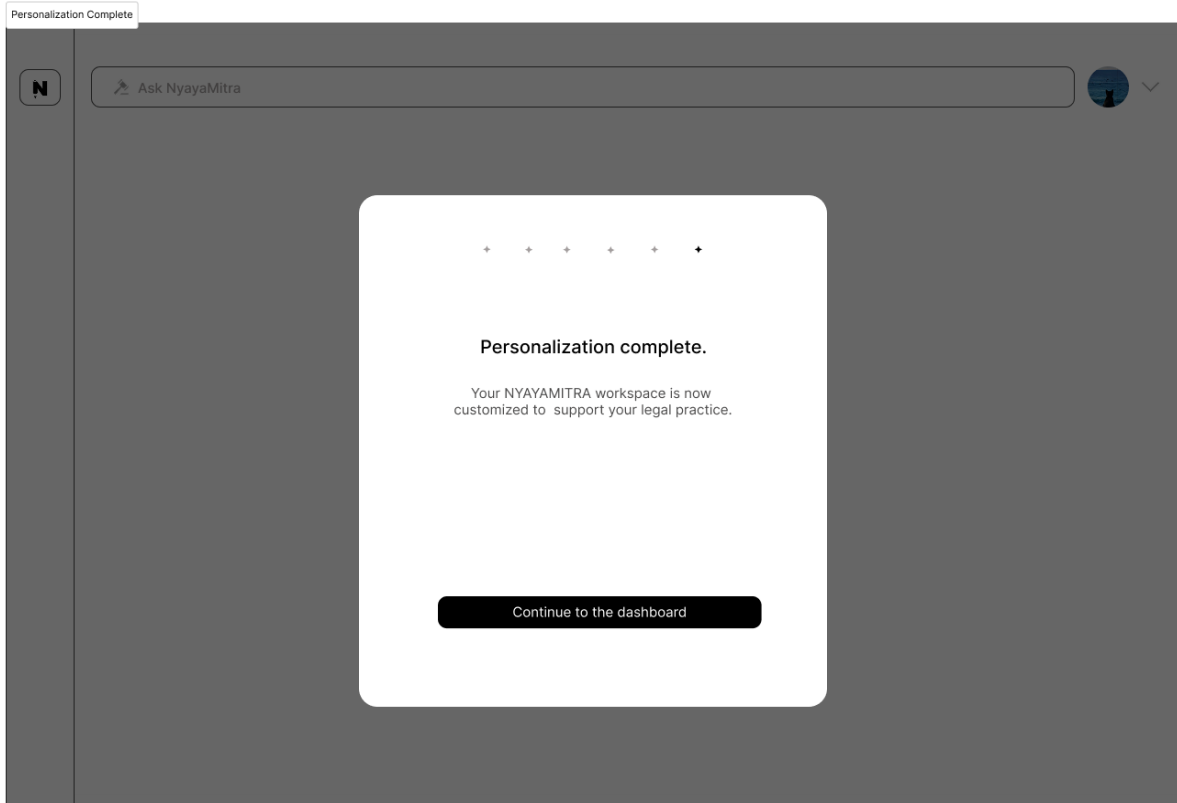 Personalization Complete
N
Ask NyayaMitra
Personalization complete.
Your NYAYAMITRA workspace is now
customized to  support your legal practice.
Continue to the dashboard